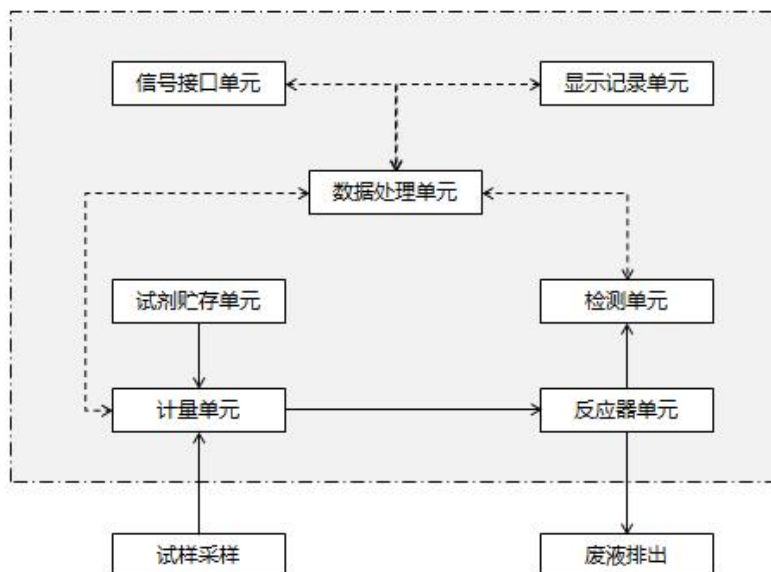 信号接口单元
显示记录单元
数据处理单元
试剂贮存单元
检测单元
计量单元
反应器单元
试样采样
废液排出